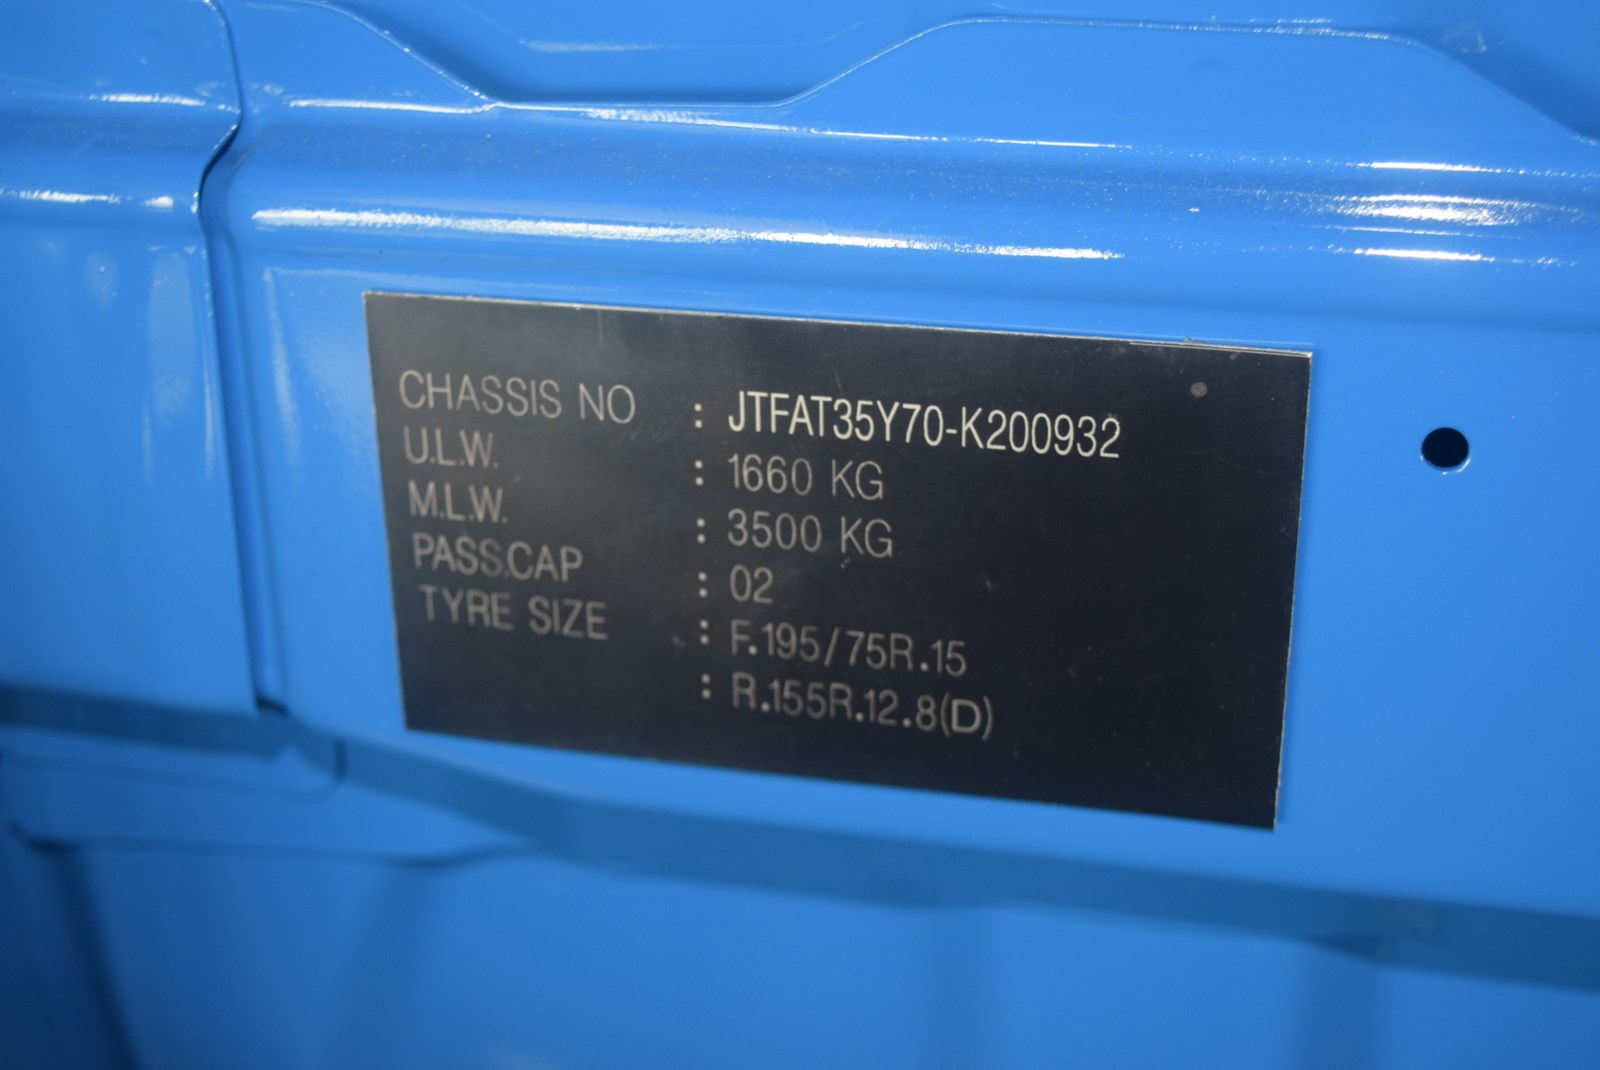 CHASSIS NO : JTFAT35Y70-K200932
U.L.W. : 1660 KG
M.L.W. : 3500 KG
PASS.CAP : 02
TYRE SIZE : F.195/75R.15
: R.155R.12.8(D)